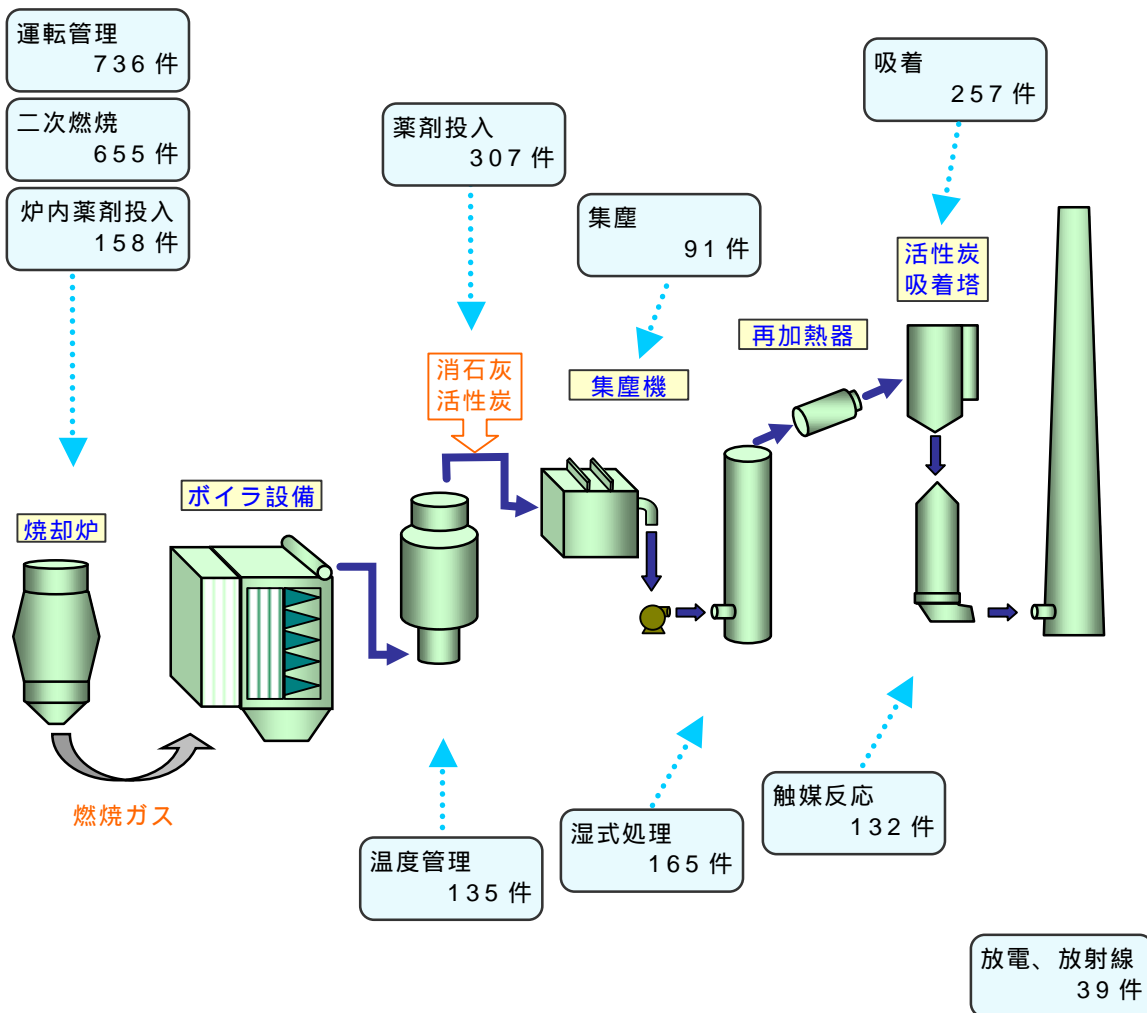 運転管理
736 件
二次燃焼
655 件
炉内薬剤投入
158 件
薬剤投入
307 件
吸着
257 件
集塵
91 件
活性炭
吸着塔
再加熱器
消石灰
活性炭
集塵機
ボイラ設備
焼却炉
燃焼ガス
温度管理
135 件
湿式処理
165 件
触媒反応
132 件
放電、放射線
39 件